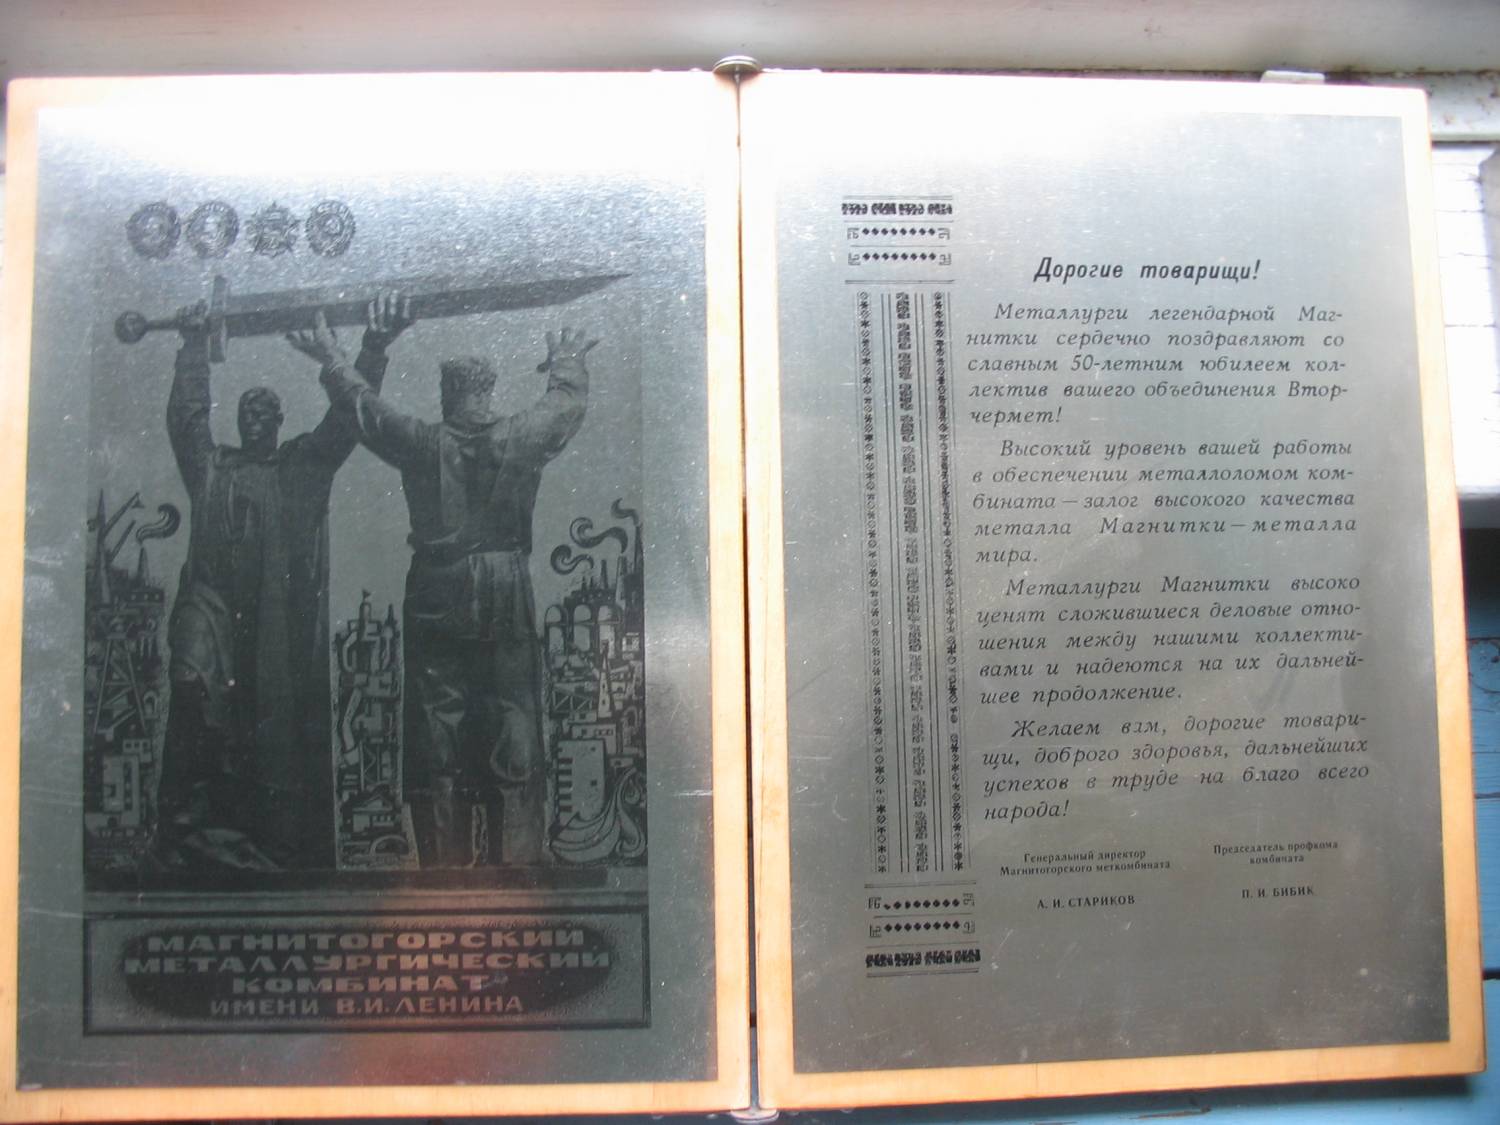 МАГНИТОГОРСКИЙ
МЕТАЛЛУРГИЧЕСКИЙ
КОМБИНАТ
ИМЕНИ В.И. ЛЕНИНА
Дорогие товарищи!
Металлурги легендарной Маг-
нитки сердечно поздравляют со
славным 50-летним юбилеем кол-
лектив вашего объединения Втор-
чермет!
Высокий уровень вашей работы
в обеспечении металлоломом ком-
бината — залог высокого качества
металла Магнитки — металла
мира.
Металлурги Магнитки высоко
ценят сложившиеся деловые отно-
шения между нашими коллекти-
вами и надеются на их дальней-
шее продолжение.
Желаем вам, дорогие товари-
щи, доброго здоровья, дальнейших
успехов в труде на благо всего
народа!
Генеральный директор
Магнитогорского меткомбината
А. И. СТАРИКОВ
Председатель профкома
комбината
П. И. БИБИК